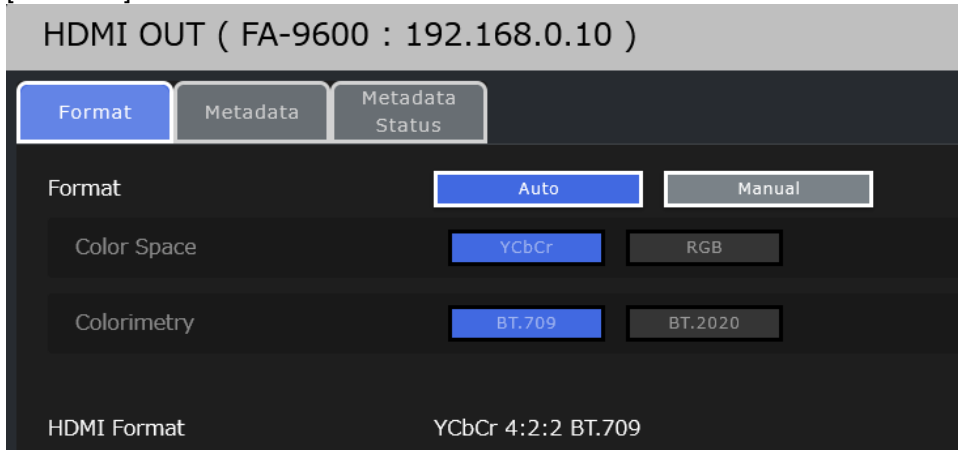 HDMI OUT ( FA-9600 : 192.168.0.10 )
Format
Metadata
Metadata
Status
Format Auto Manual
Color Space YCbCr RGB
Colorimetry BT.709 BT.2020
HDMI Format YCbCr 4:2:2 BT.709